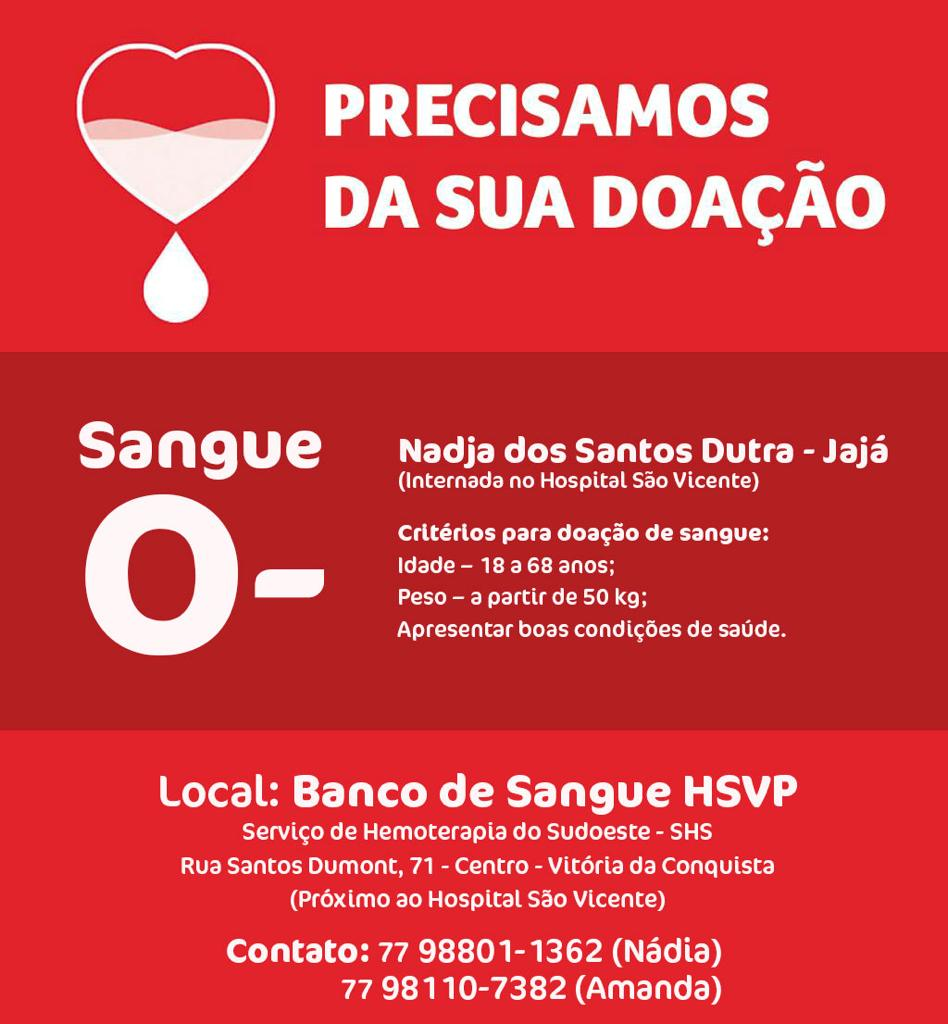 PRECISAMOS
DA SUA DOAÇÃO
Sangue
O-
Nadja dos Santos Dutra - Jajá
(Internada no Hospital São Vicente)
Critérios para doação de sangue:
Idade – 18 a 68 anos;
Peso – a partir de 50 kg;
Apresentar boas condições de saúde.
Local: Banco de Sangue HSVP
Serviço de Hemoterapia do Sudoeste - SHS
Rua Santos Dumont, 71 - Centro - Vitória da Conquista
(Próximo ao Hospital São Vicente)
Contato: 77 98801-1362 (Nádia)
77 98110-7382 (Amanda)